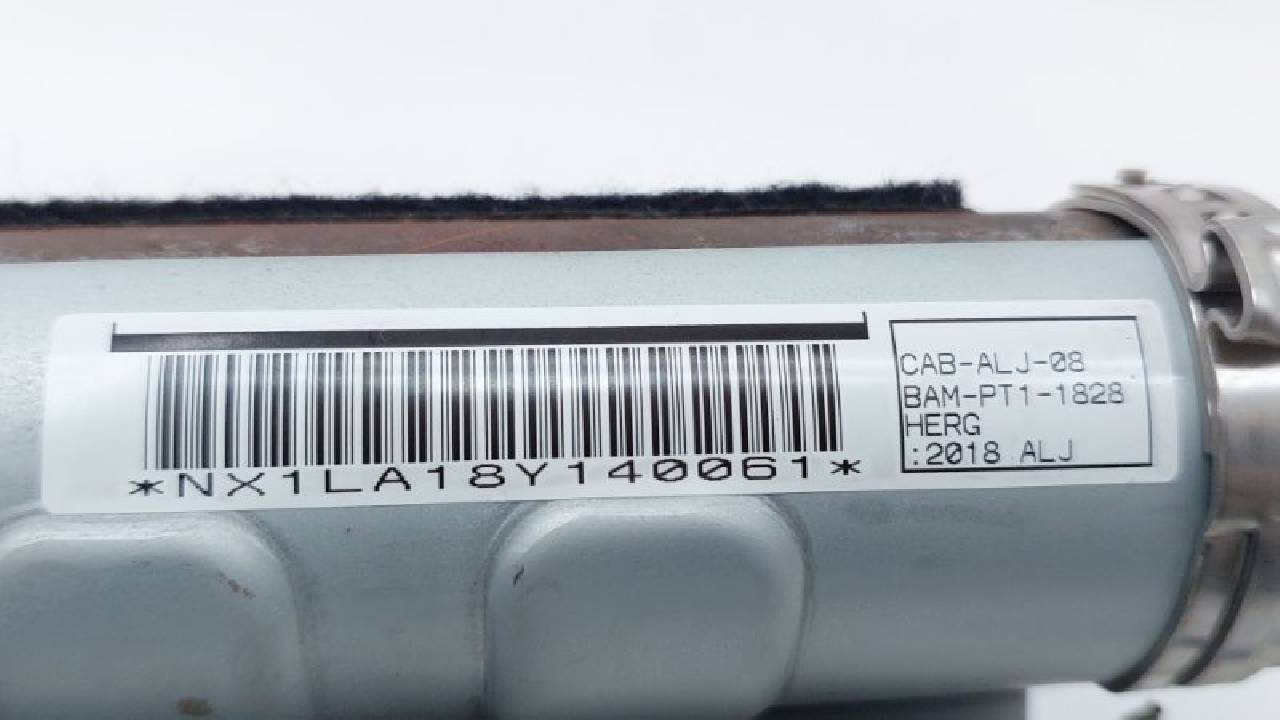 *NX1LA18Y140061*
CAB-ALJ-08
BAM-PT1-1828
HERG
:2018 ALJ